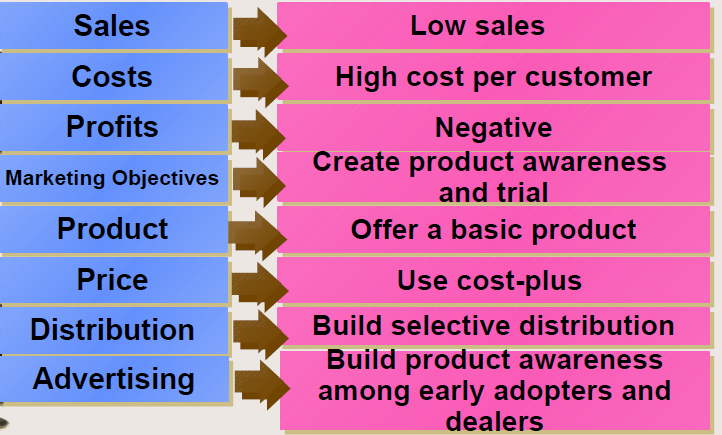 Sales
Low sales
Costs
High cost per customer
Profits
Negative
Marketing Objectives
Create product awareness
and trial
Product
Offer a basic product
Price
Use cost-plus
Distribution
Build selective distribution
Advertising
Build product awareness
among early adopters and
dealers